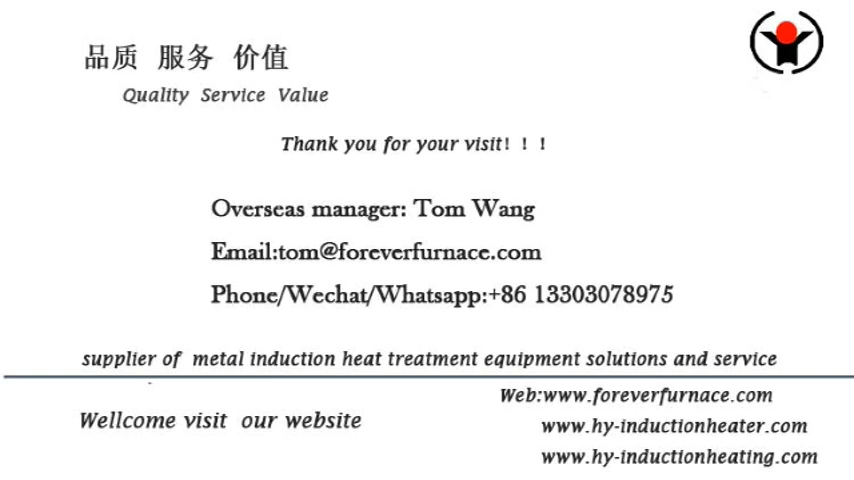 品质 服务 价值
Quality Service Value
Thank you for your visit! ! !
Overseas manager: Tom Wang
Email:tom@foreverfurnace.com
Phone/Wechat/Whatsapp:+86 13303078975
supplier of metal induction heat treatment equipment solutions and service
Web:www.foreverfurnace.com
Wellcome visit our website
www.hy-inductionheater.com
www.hy-inductionheating.com